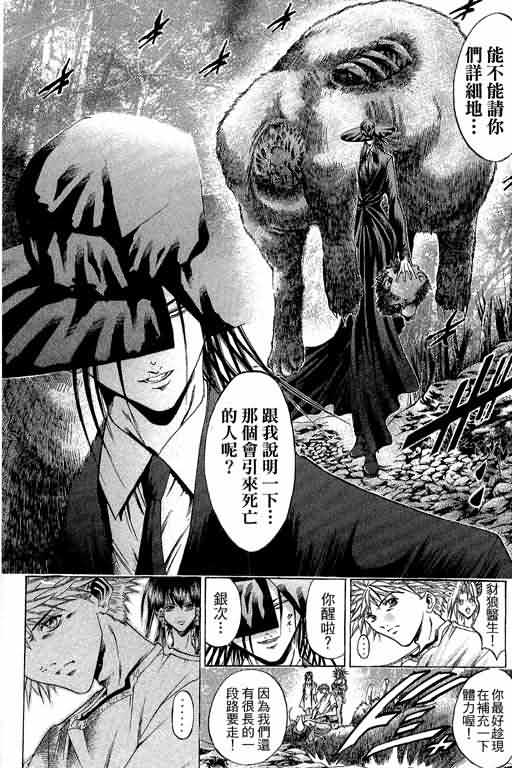 能不能請你
們詳細地…
跟我說明一下…
那個會引來死亡
的人呢？
豺狼醫生！
你醒啦？
銀次…
……
你最好趁現
在補充一下
體力喔！
因為我們還
有很長的一
段路要走！
……